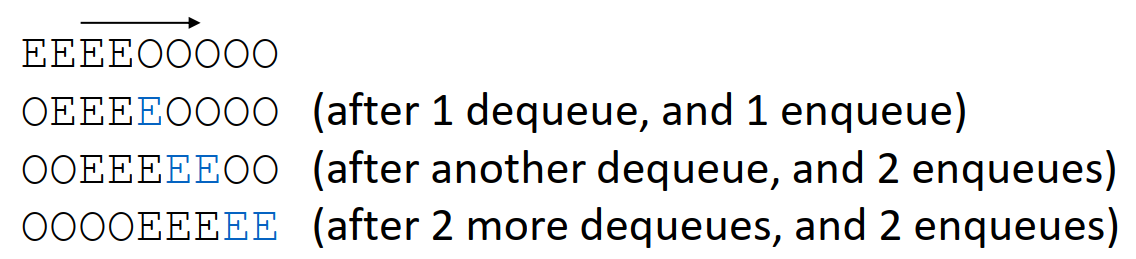 EEEEOOOOO
OEEEEOOOO (after 1 dequeue, and 1 enqueue)
OOEEEEEOO (after another dequeue, and 2 enqueues)
OOOOEEEEE (after 2 more dequeues, and 2 enqueues)